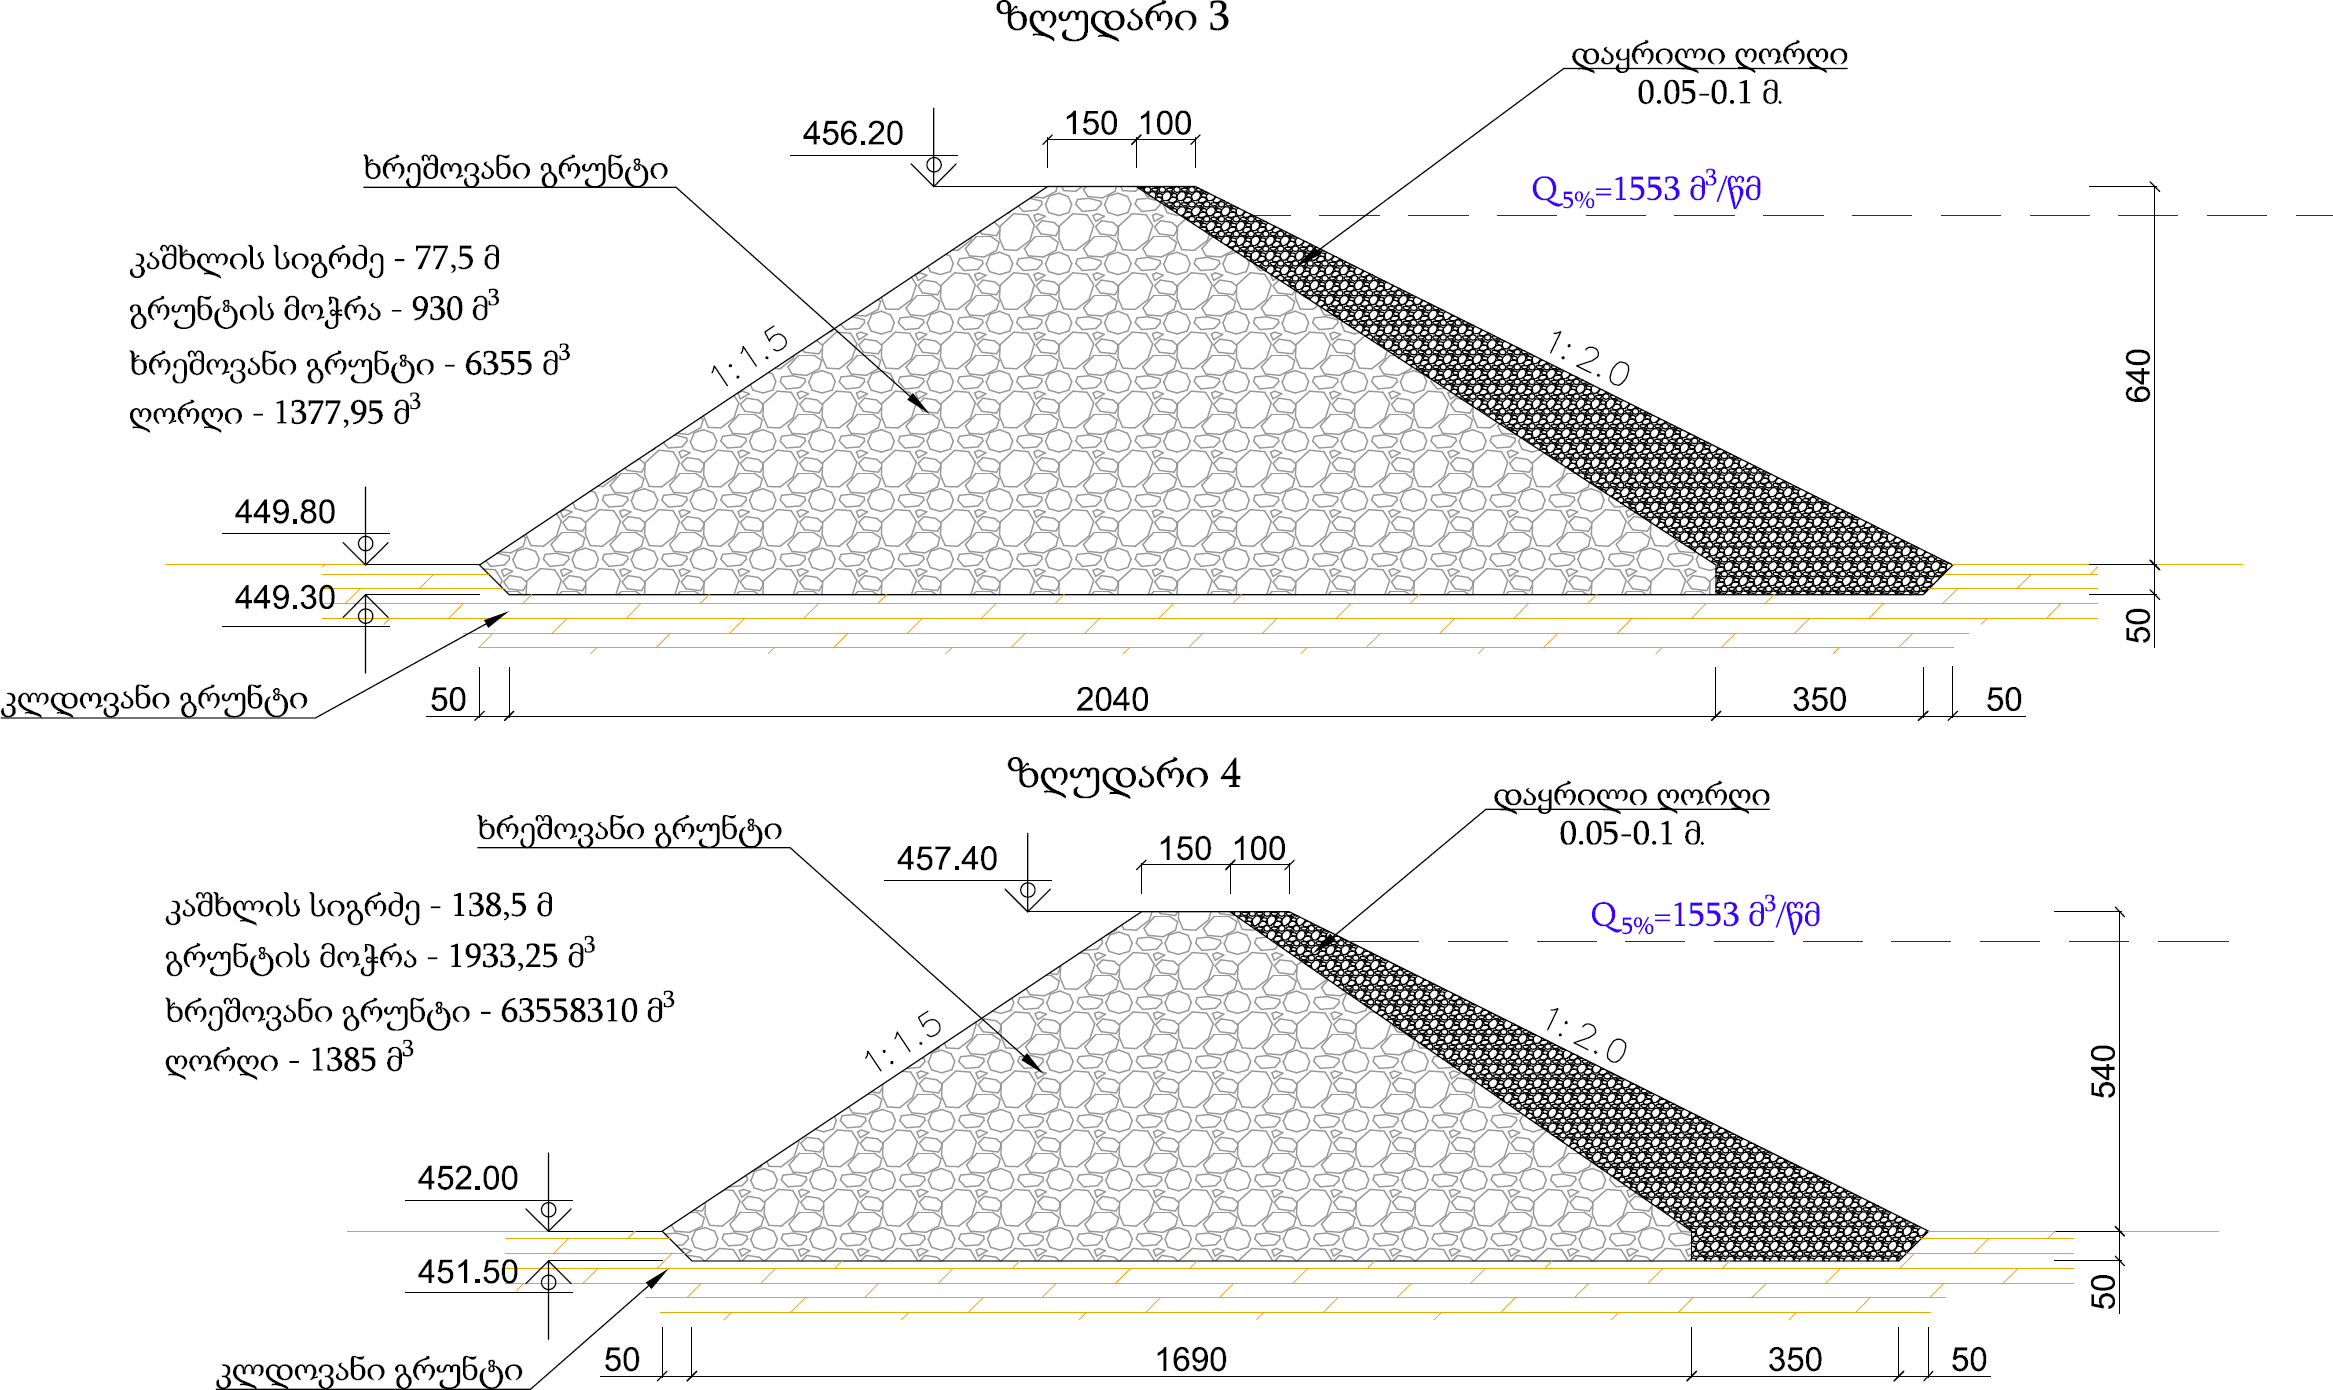 ზღუდარი 3
დაყრილი ღორღი
0.05-0.1 მ.
150
100
456.20
ხრეშოვანი გრუნტი
Q5%=1553 მ3/წმ
კაშხლის სიგრძე - 77,5 მ
გრუნტის მოჭრა - 930 მ3
ხრეშოვანი გრუნტი - 6355 მ3
ღორღი - 1377,95 მ3
1:1.5
1:2.0
640
449.80
449.30
50
კლდოვანი გრუნტი
50
2040
350
50
ზღუდარი 4
დაყრილი ღორღი
0.05-0.1 მ.
ხრეშოვანი გრუნტი
150
100
457.40
Q5%=1553 მ3/წმ
კაშხლის სიგრძე - 138,5 მ
გრუნტის მოჭრა - 1933,25 მ3
ხრეშოვანი გრუნტი - 63558310 მ3
ღორღი - 1385 მ3
1:1.5
1:2.0
540
452.00
451.50
50
კლდოვანი გრუნტი
50
1690
350
50